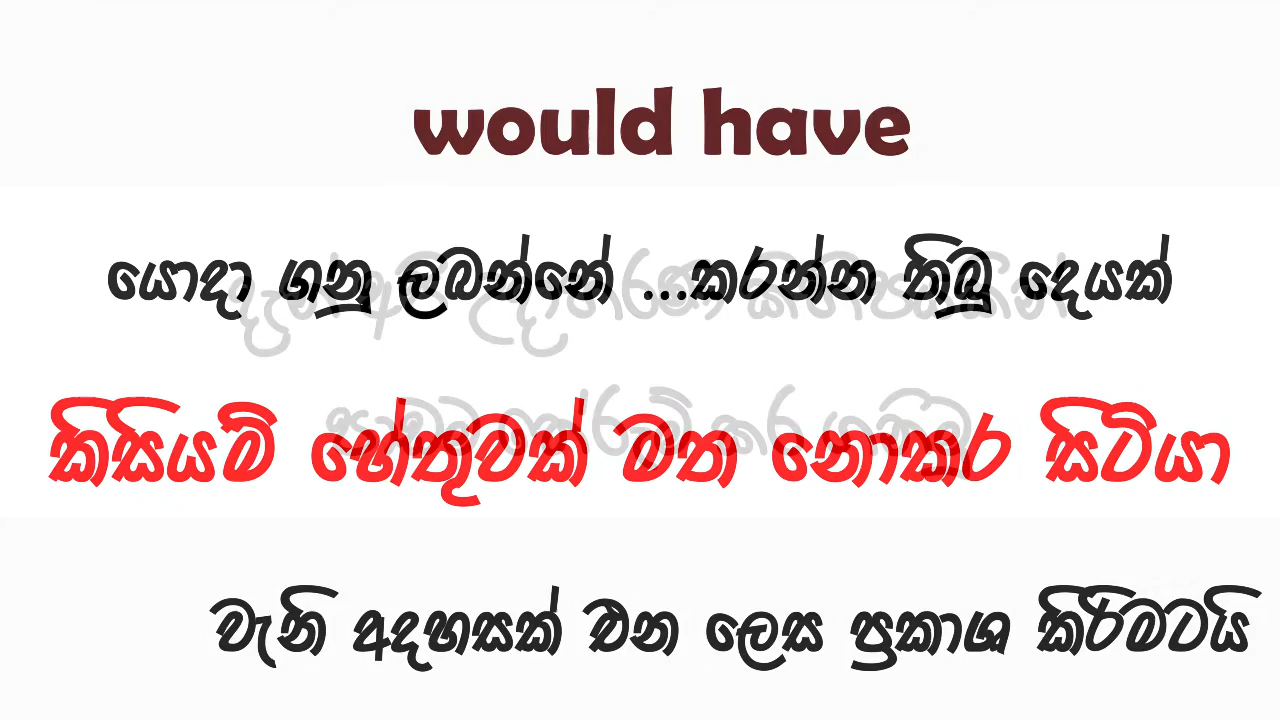 would have
යොදා ගනු ලබන්නේ ...කරන්න තිබූ දෙයක්
කිසියම් හේතුවක් මත නොකර සිටියා
වැනි අදහසක් එන ලෙස ප්‍රකාශ කිරීමටයි